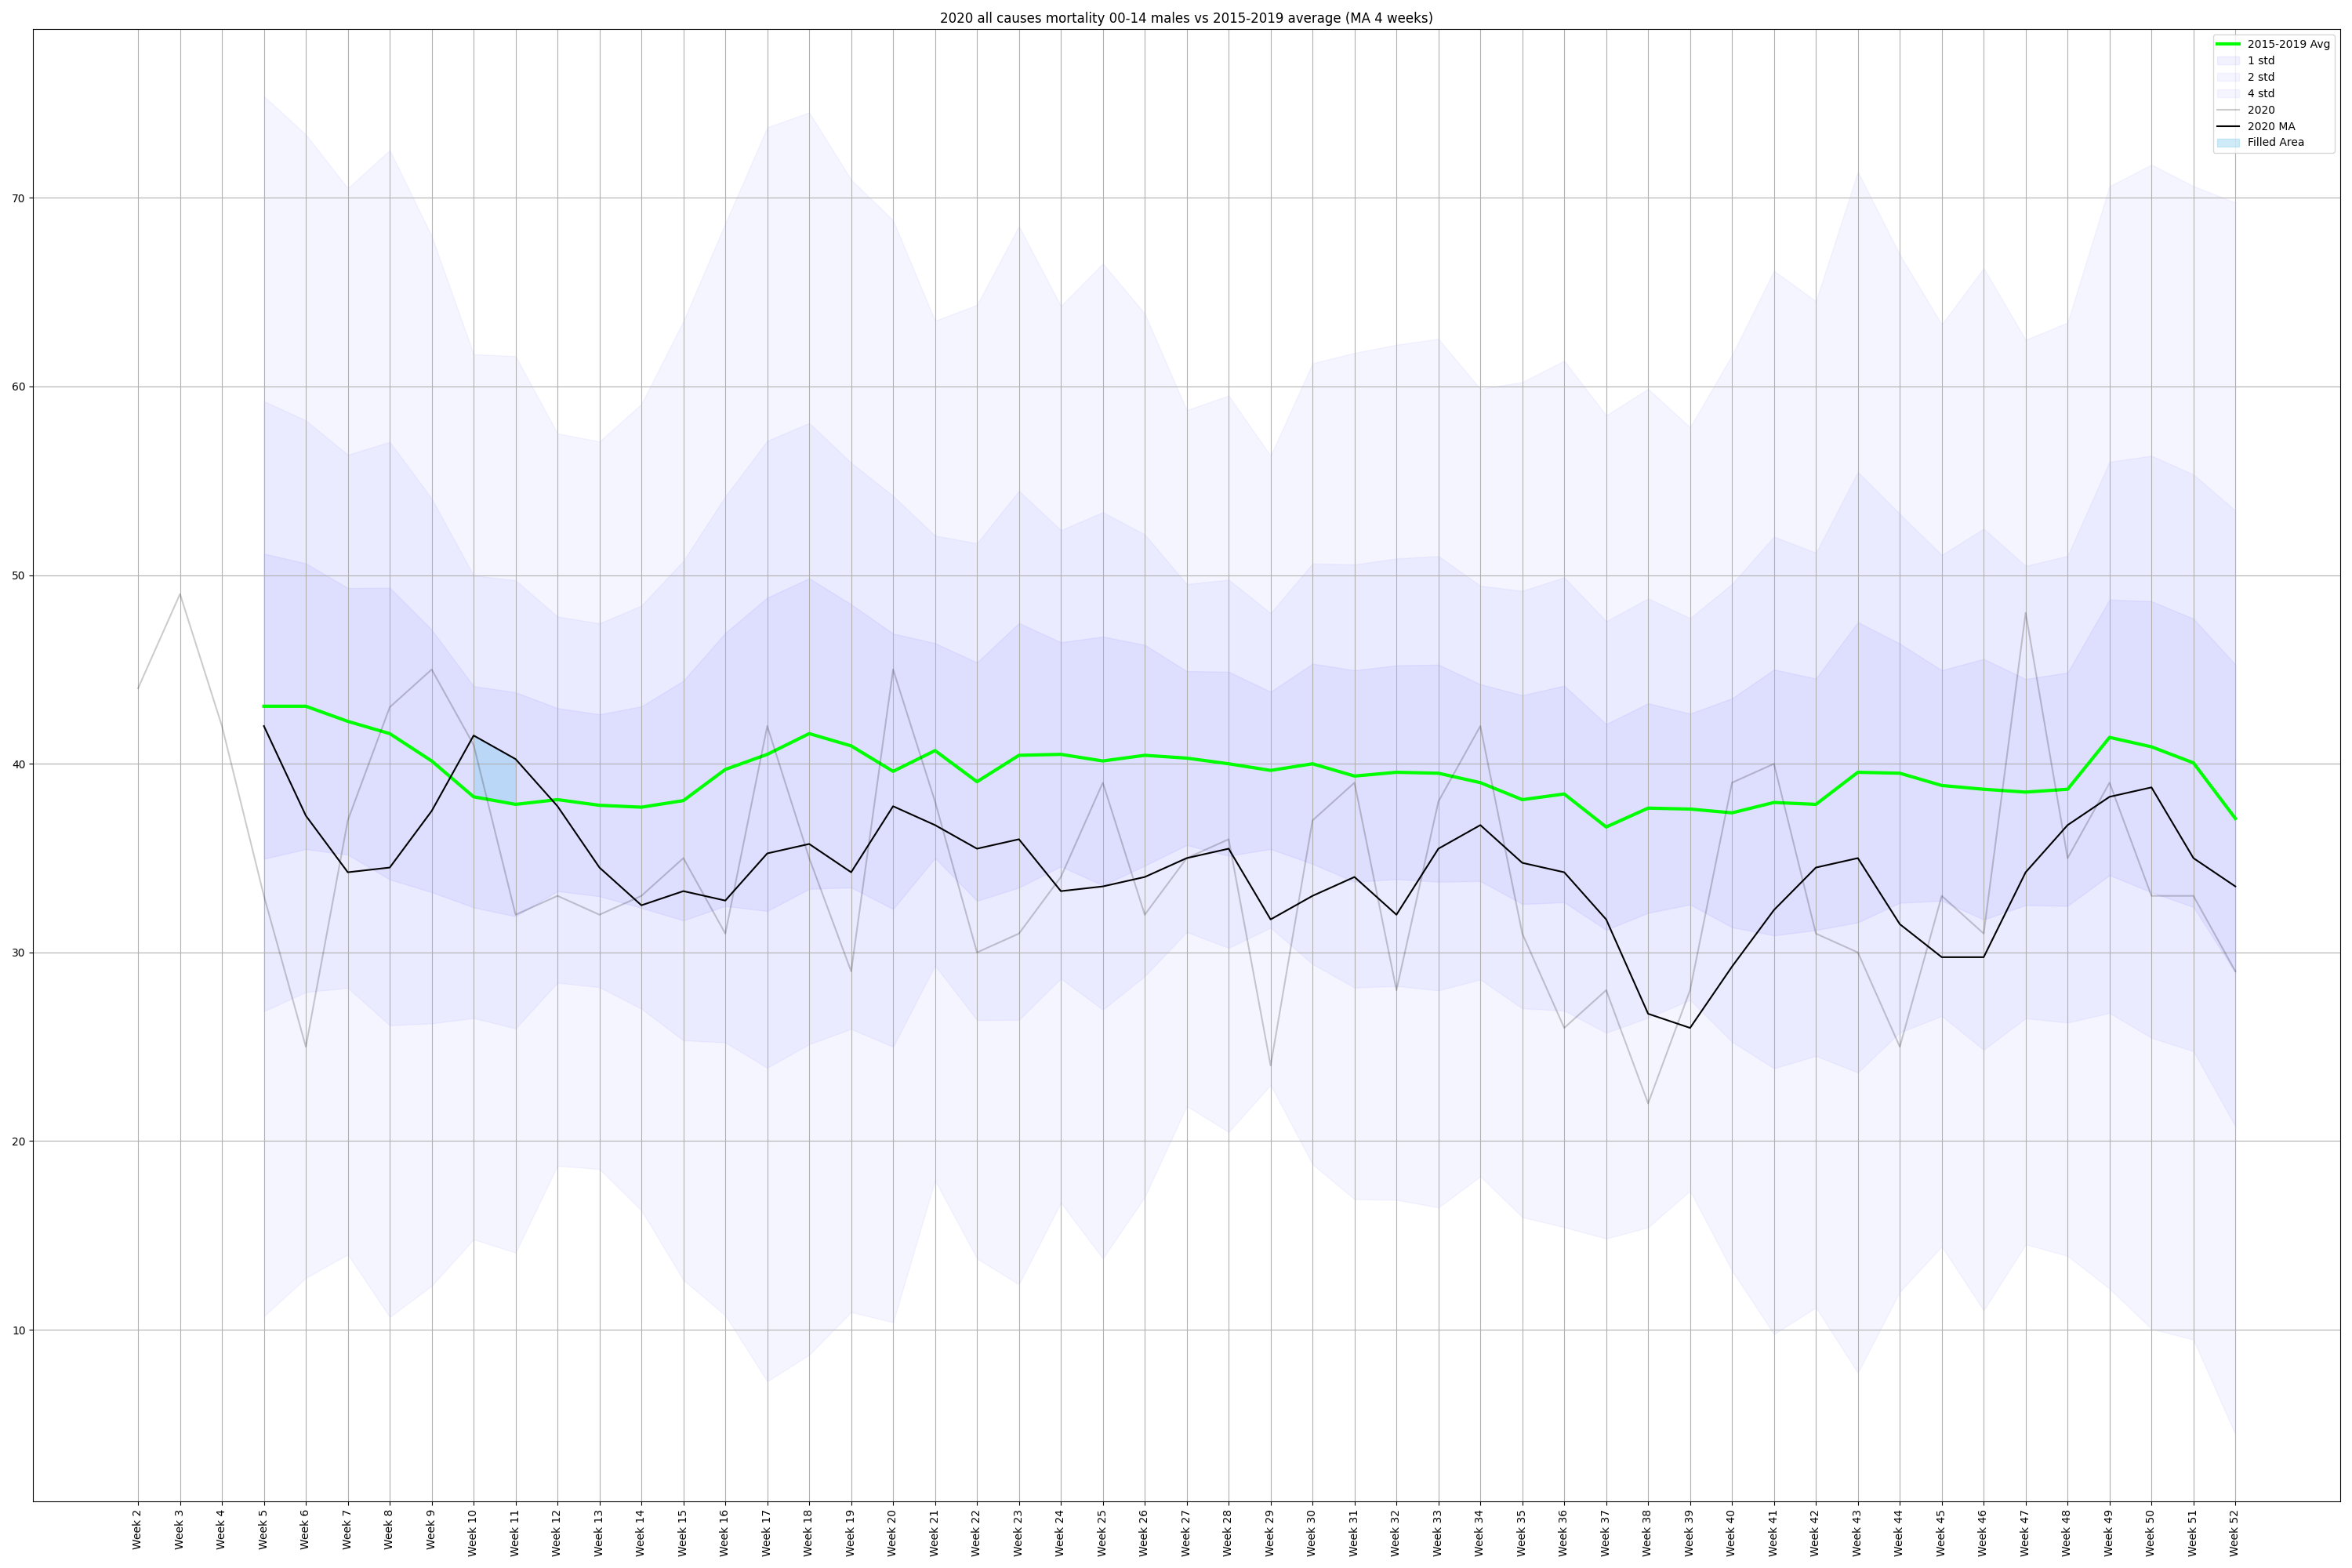 2020 all causes mortality 00-14 males vs 2015-2019 average (MA 4 weeks)
2015-2019 Avg
1 std
2 std
4 std
2020
2020 MA
Filled Area
70
60
50
40
30
20
10
Week 2
Week 3
Week 4
Week 5
Week 6
Week 7
Week 8
Week 9
Week 10
Week 11
Week 12
Week 13
Week 14
Week 15
Week 16
Week 17
Week 18
Week 19
Week 20
Week 21
Week 22
Week 23
Week 24
Week 25
Week 26
Week 27
Week 28
Week 29
Week 30
Week 31
Week 32
Week 33
Week 34
Week 35
Week 36
Week 37
Week 38
Week 39
Week 40
Week 41
Week 42
Week 43
Week 44
Week 45
Week 46
Week 47
Week 48
Week 49
Week 50
Week 51
Week 52